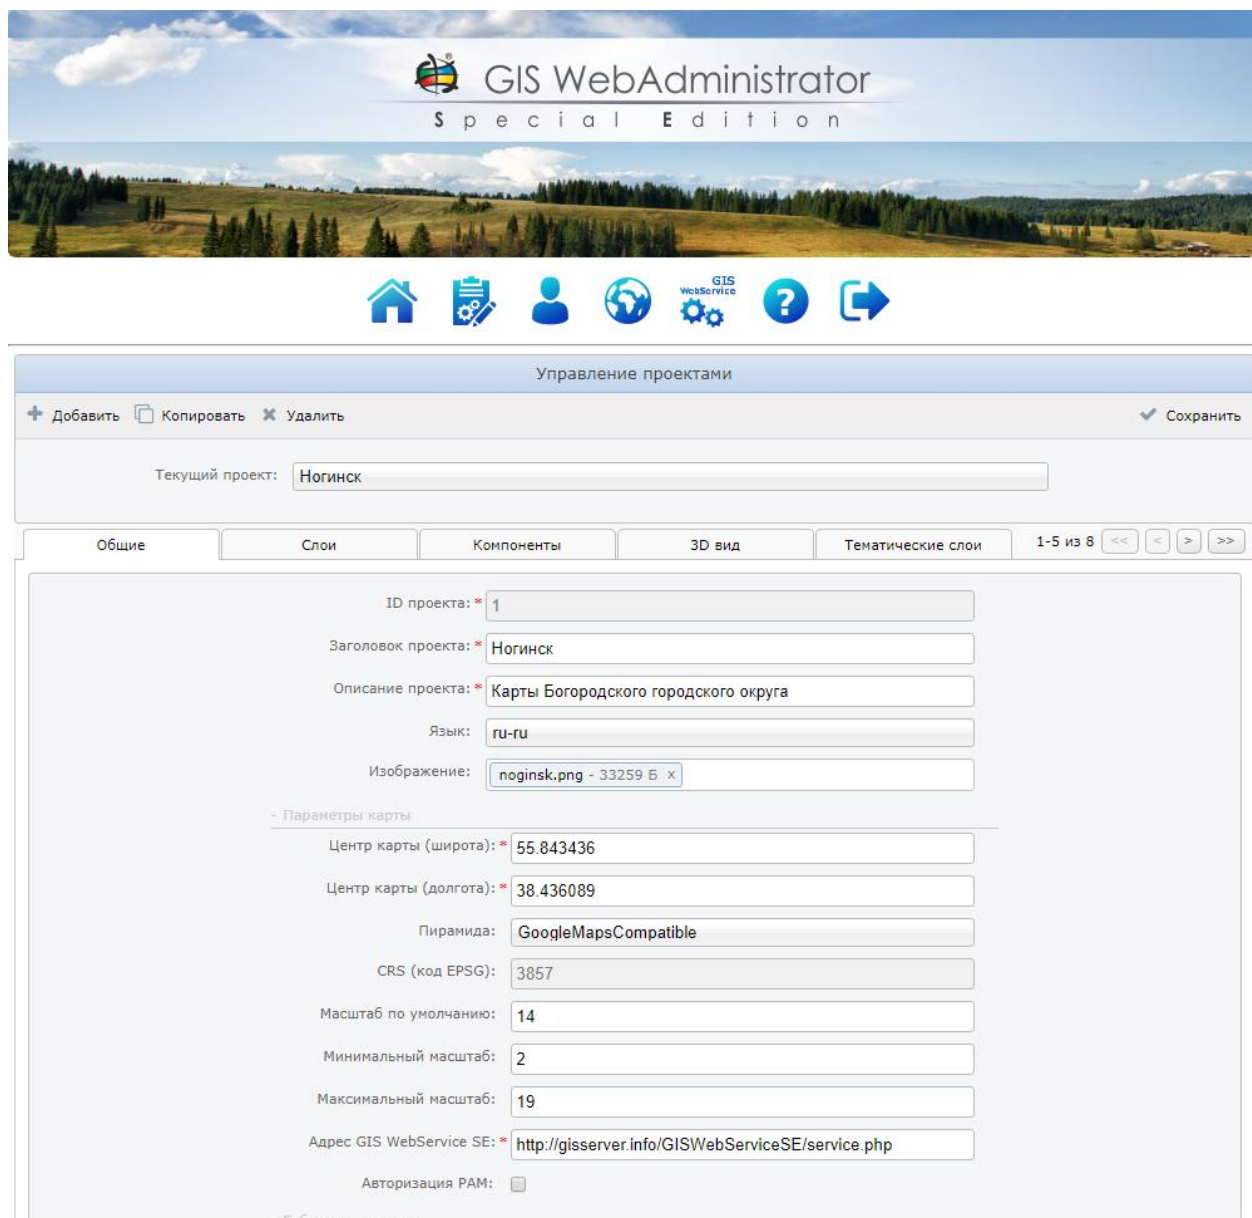 GIS WebAdministrator
Special Edition
GIS
WebService
?
Управление проектами
Добавить Копировать Удалить Сохранить
Текущий проект: Ногинск
Общие Слои Компоненты 3D вид Тематические слои 1-5 из 8 << < > >>
ID проекта: * 1
Заголовок проекта: * Ногинск
Описание проекта: * Карты Богородского городского округа
Язык: ru-ru
Изображение: noginsk.png - 33259 Б x
- Параметры карты
Центр карты (широта): * 55.843436
Центр карты (долгота): * 38.436089
Пирамида: GoogleMapsCompatible
CRS (код EPSG): 3857
Масштаб по умолчанию: 14
Минимальный масштаб: 2
Максимальный масштаб: 19
Адрес GIS WebService SE: * http://gisserver.info/GISWebServiceSE/service.php
Авторизация PAM: